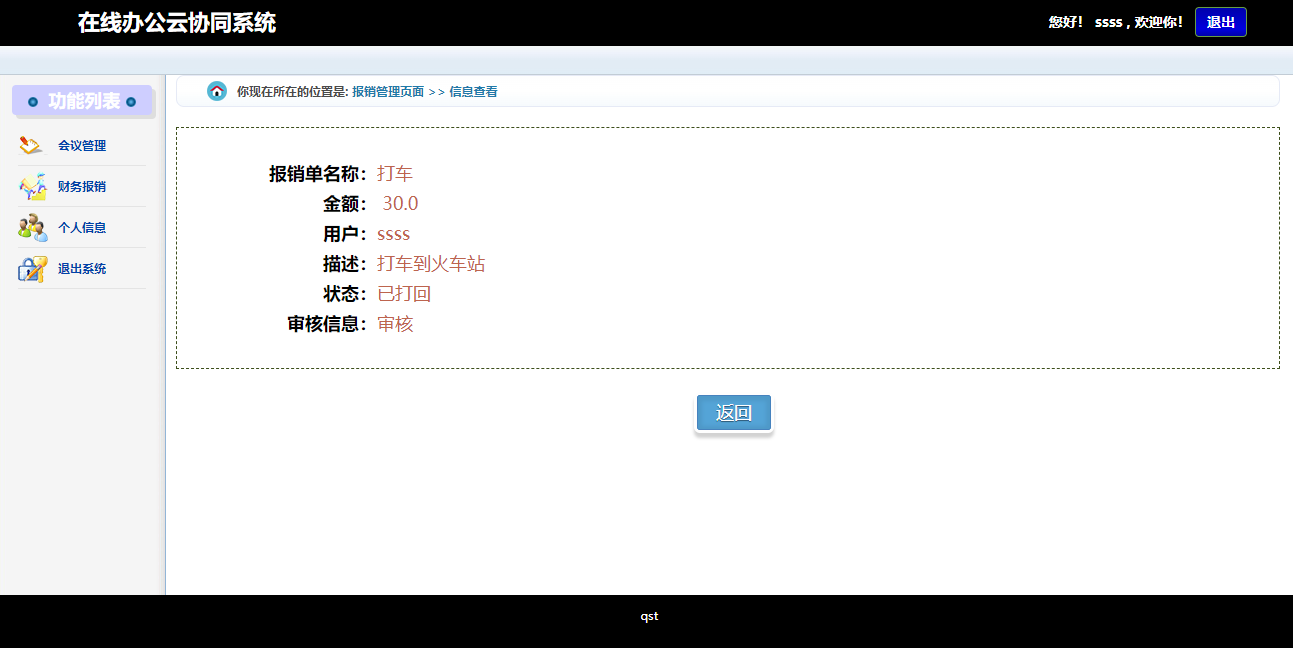 在线办公云协同系统
您好！ ssss , 欢迎你! 退出
功能列表
会议管理
财务报销
个人信息
退出系统
你现在所在的位置是: 报销管理页面 >> 信息查看
报销单名称：打车
金额： 30.0
用户：ssss
描述：打车到火车站
状态：已打回
审核信息：审核
返回
qst